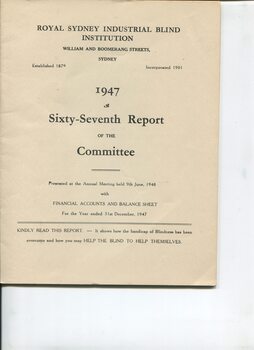 ROYAL SYDNEY INDUSTRIAL BLIND
INSTITUTION
WILLIAM AND BOOMERANG STREETS,
SYDNEY
Established 1879 Incorporated 1901
1947
Sixty-Seventh Report
OF THE
Committee
Presented at the Annual Meeting held 9th June, 1948
with
FINANCIAL ACCOUNTS AND BALANCE SHEET
For the Year ended 31st December, 1947
KINDLY READ THIS REPORT. — It shows how the handicap of Blindness has been
overcome and how you may HELP THE BLIND TO HELP THEMSELVES.